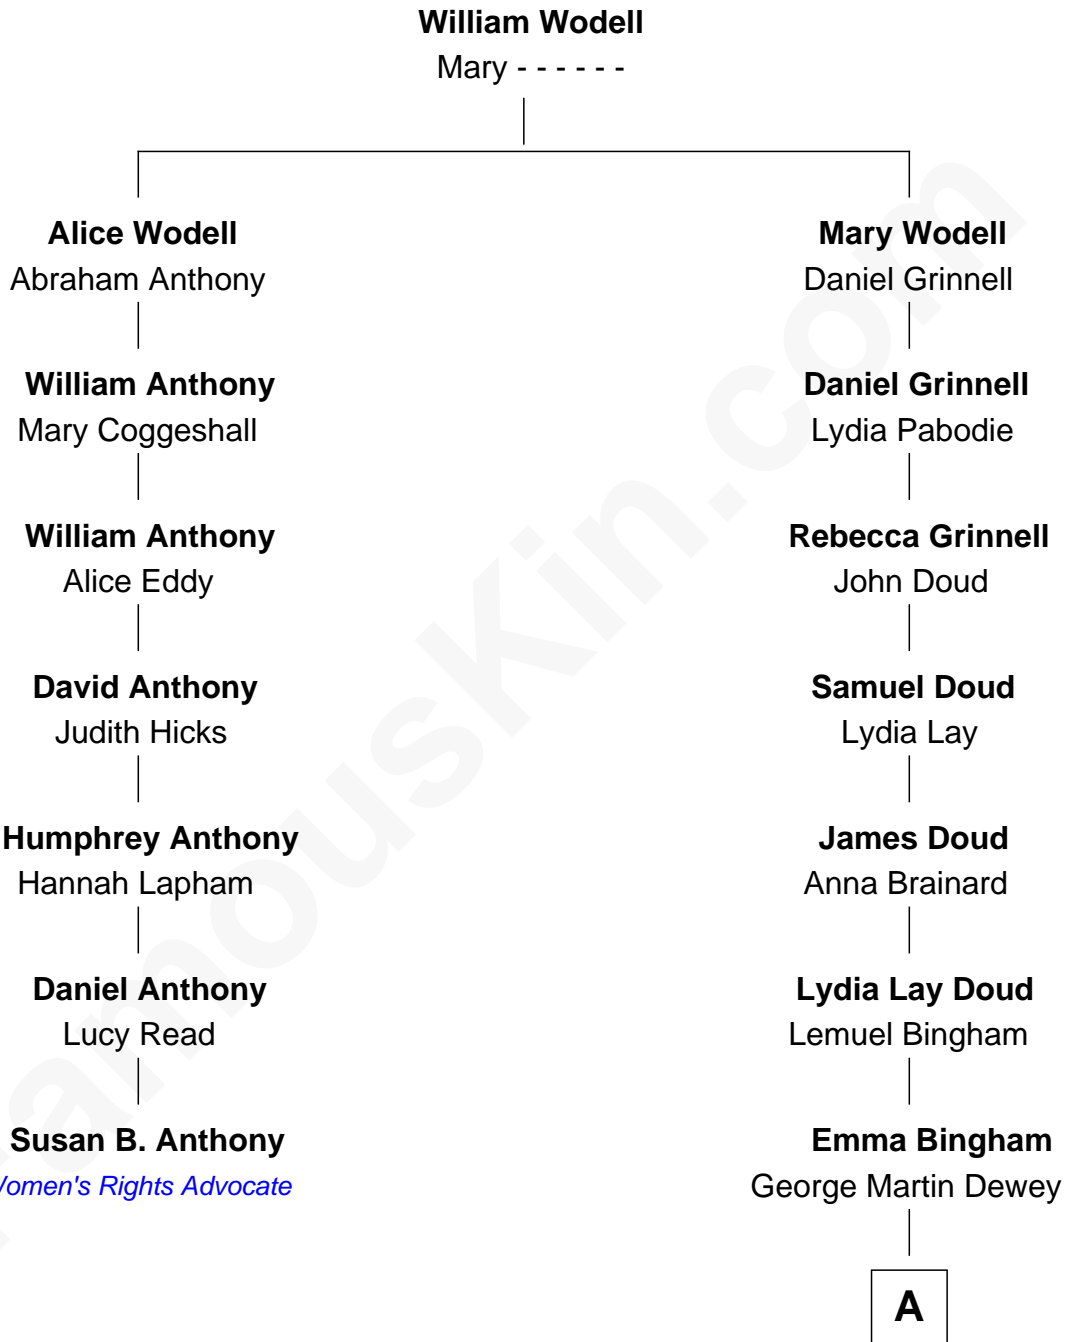 William Wodell
Mary - - - - - -
Alice Wodell
Abraham Anthony
William Anthony
Mary Coggeshall
William Anthony
Alice Eddy
David Anthony
Judith Hicks
Humphrey Anthony
Hannah Lapham
Daniel Anthony
Lucy Read
Susan B. Anthony
Women's Rights Advocate
Mary Wodell
Daniel Grinnell
Daniel Grinnell
Lydia Pabodie
Rebecca Grinnell
John Doud
Samuel Doud
Lydia Lay
James Doud
Anna Brainard
Lydia Lay Doud
Lemuel Bingham
Emma Bingham
George Martin Dewey
A
FamousKin.com